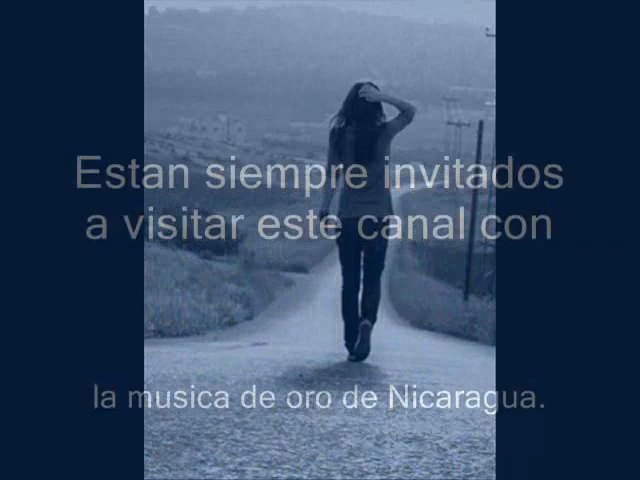 Estan siempre invitados
a visitar este canal con
la musica de oro de Nicaragua.